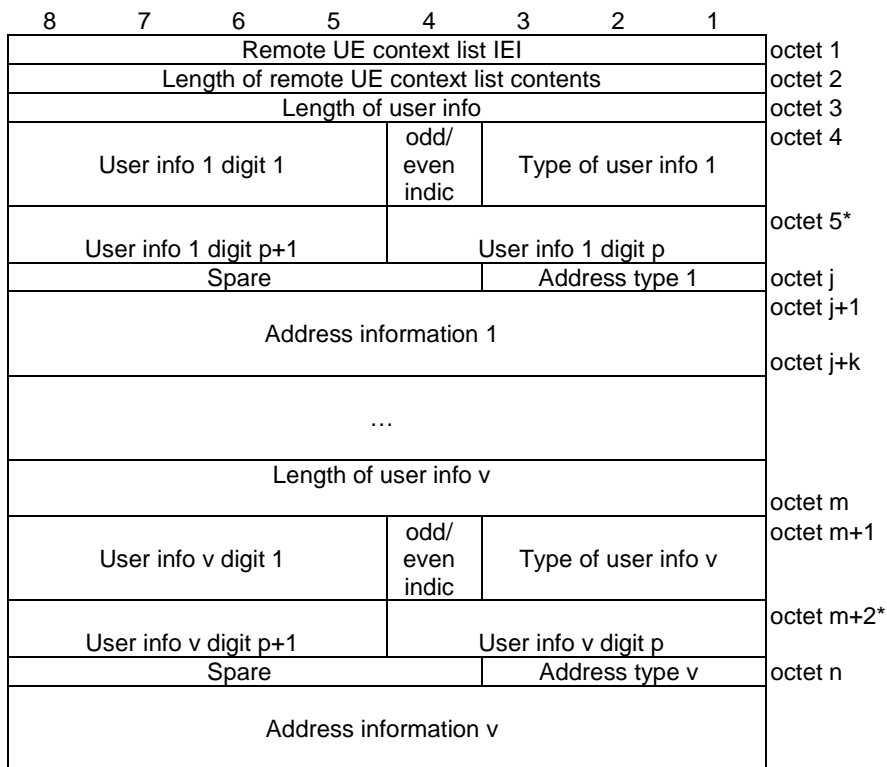 8 7 6 5 4 3 2 1
Remote UE context list IEI octet 1
Length of remote UE context list contents octet 2
Length of user info octet 3
User info 1 digit 1 odd/ even indic Type of user info 1 octet 4
octet 5*
User info 1 digit p+1 User info 1 digit p
Spare Address type 1 octet j
octet j+1
Address information 1
octet j+k
…
Length of user info v
octet m
User info v digit 1 odd/ even indic Type of user info v octet m+1
octet m+2*
User info v digit p+1 User info v digit p
Spare Address type v octet n
Address information v